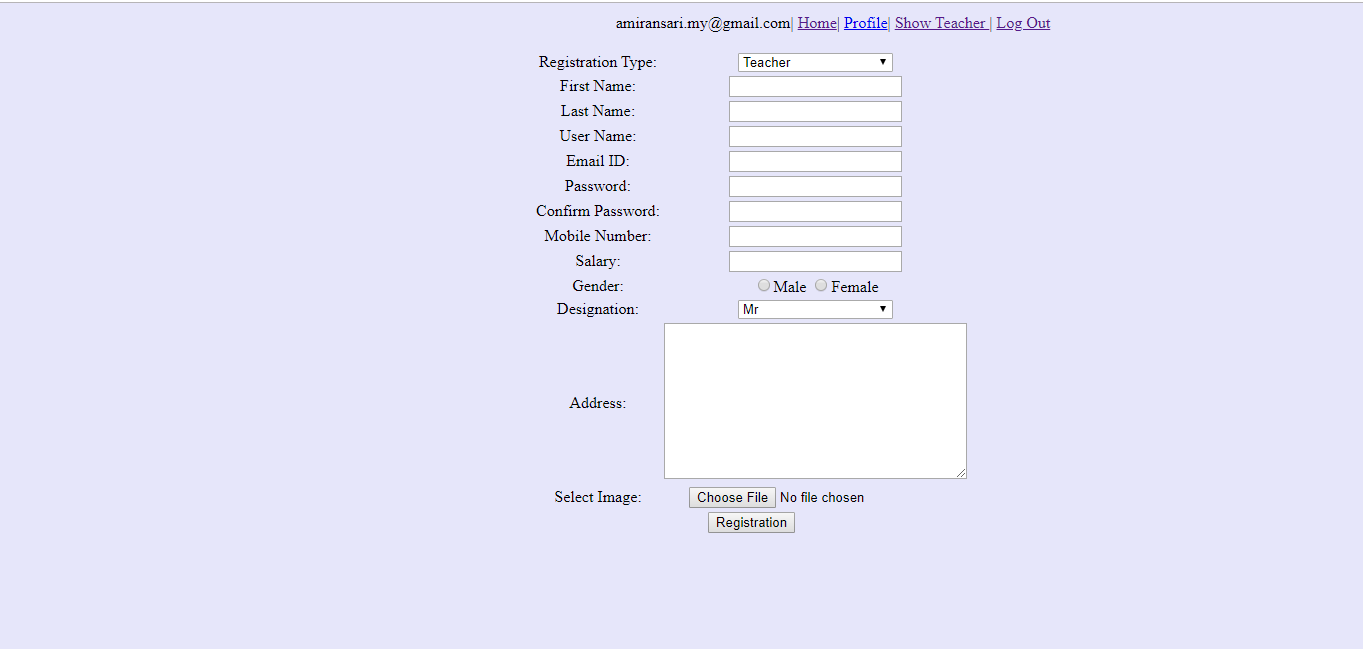 amiransari.my@gmail.com| Home| Profile| Show Teacher | Log Out
Registration Type: Teacher
First Name:
Last Name:
User Name:
Email ID:
Password:
Confirm Password:
Mobile Number:
Salary:
Gender: Male Female
Designation: Mr
Address:
Select Image: Choose File No file chosen
Registration